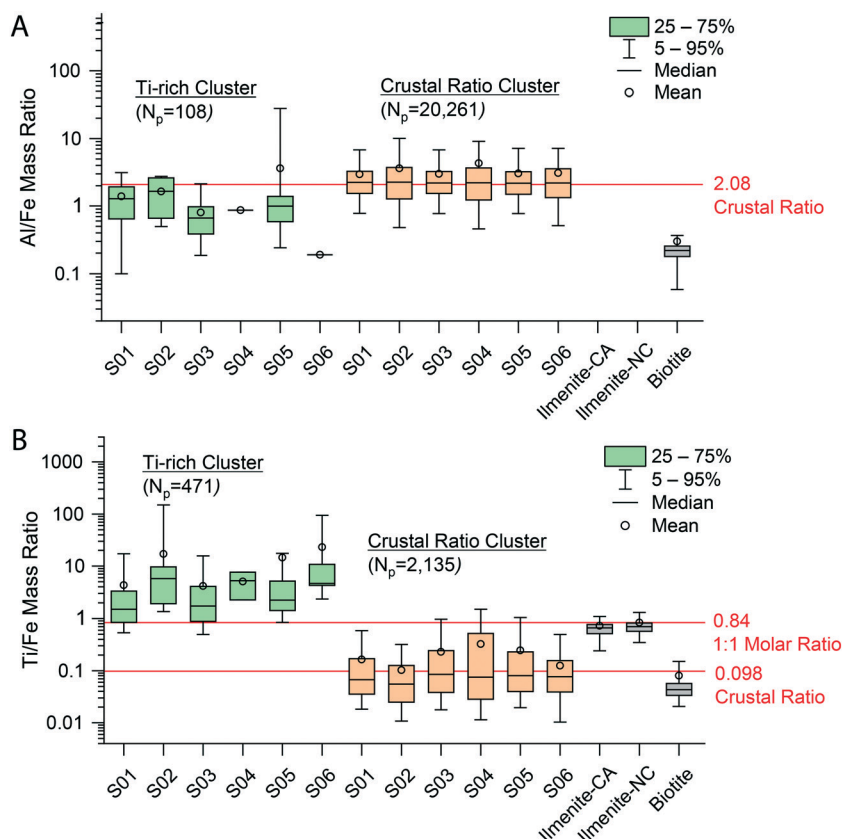 A
Al/Fe Mass Ratio
100
10
1
0.1
Ti-rich Cluster
(Np=108)
Crustal Ratio Cluster
(Np=20,261)
25 – 75%
5 – 95%
Median
Mean
2.08
Crustal Ratio
S01
S02
S03
S04
S05
S06
S01
S02
S03
S04
S05
S06
Ilmenite-CA
Ilmenite-NC
Biotite
B
Ti/Fe Mass Ratio
1000
100
10
1
0.1
0.01
Ti-rich Cluster
(Np=471)
Crustal Ratio Cluster
(Np=2,135)
25 – 75%
5 – 95%
Median
Mean
0.84
1:1 Molar Ratio
0.098
Crustal Ratio
S01
S02
S03
S04
S05
S06
S01
S02
S03
S04
S05
S06
Ilmenite-CA
Ilmenite-NC
Biotite